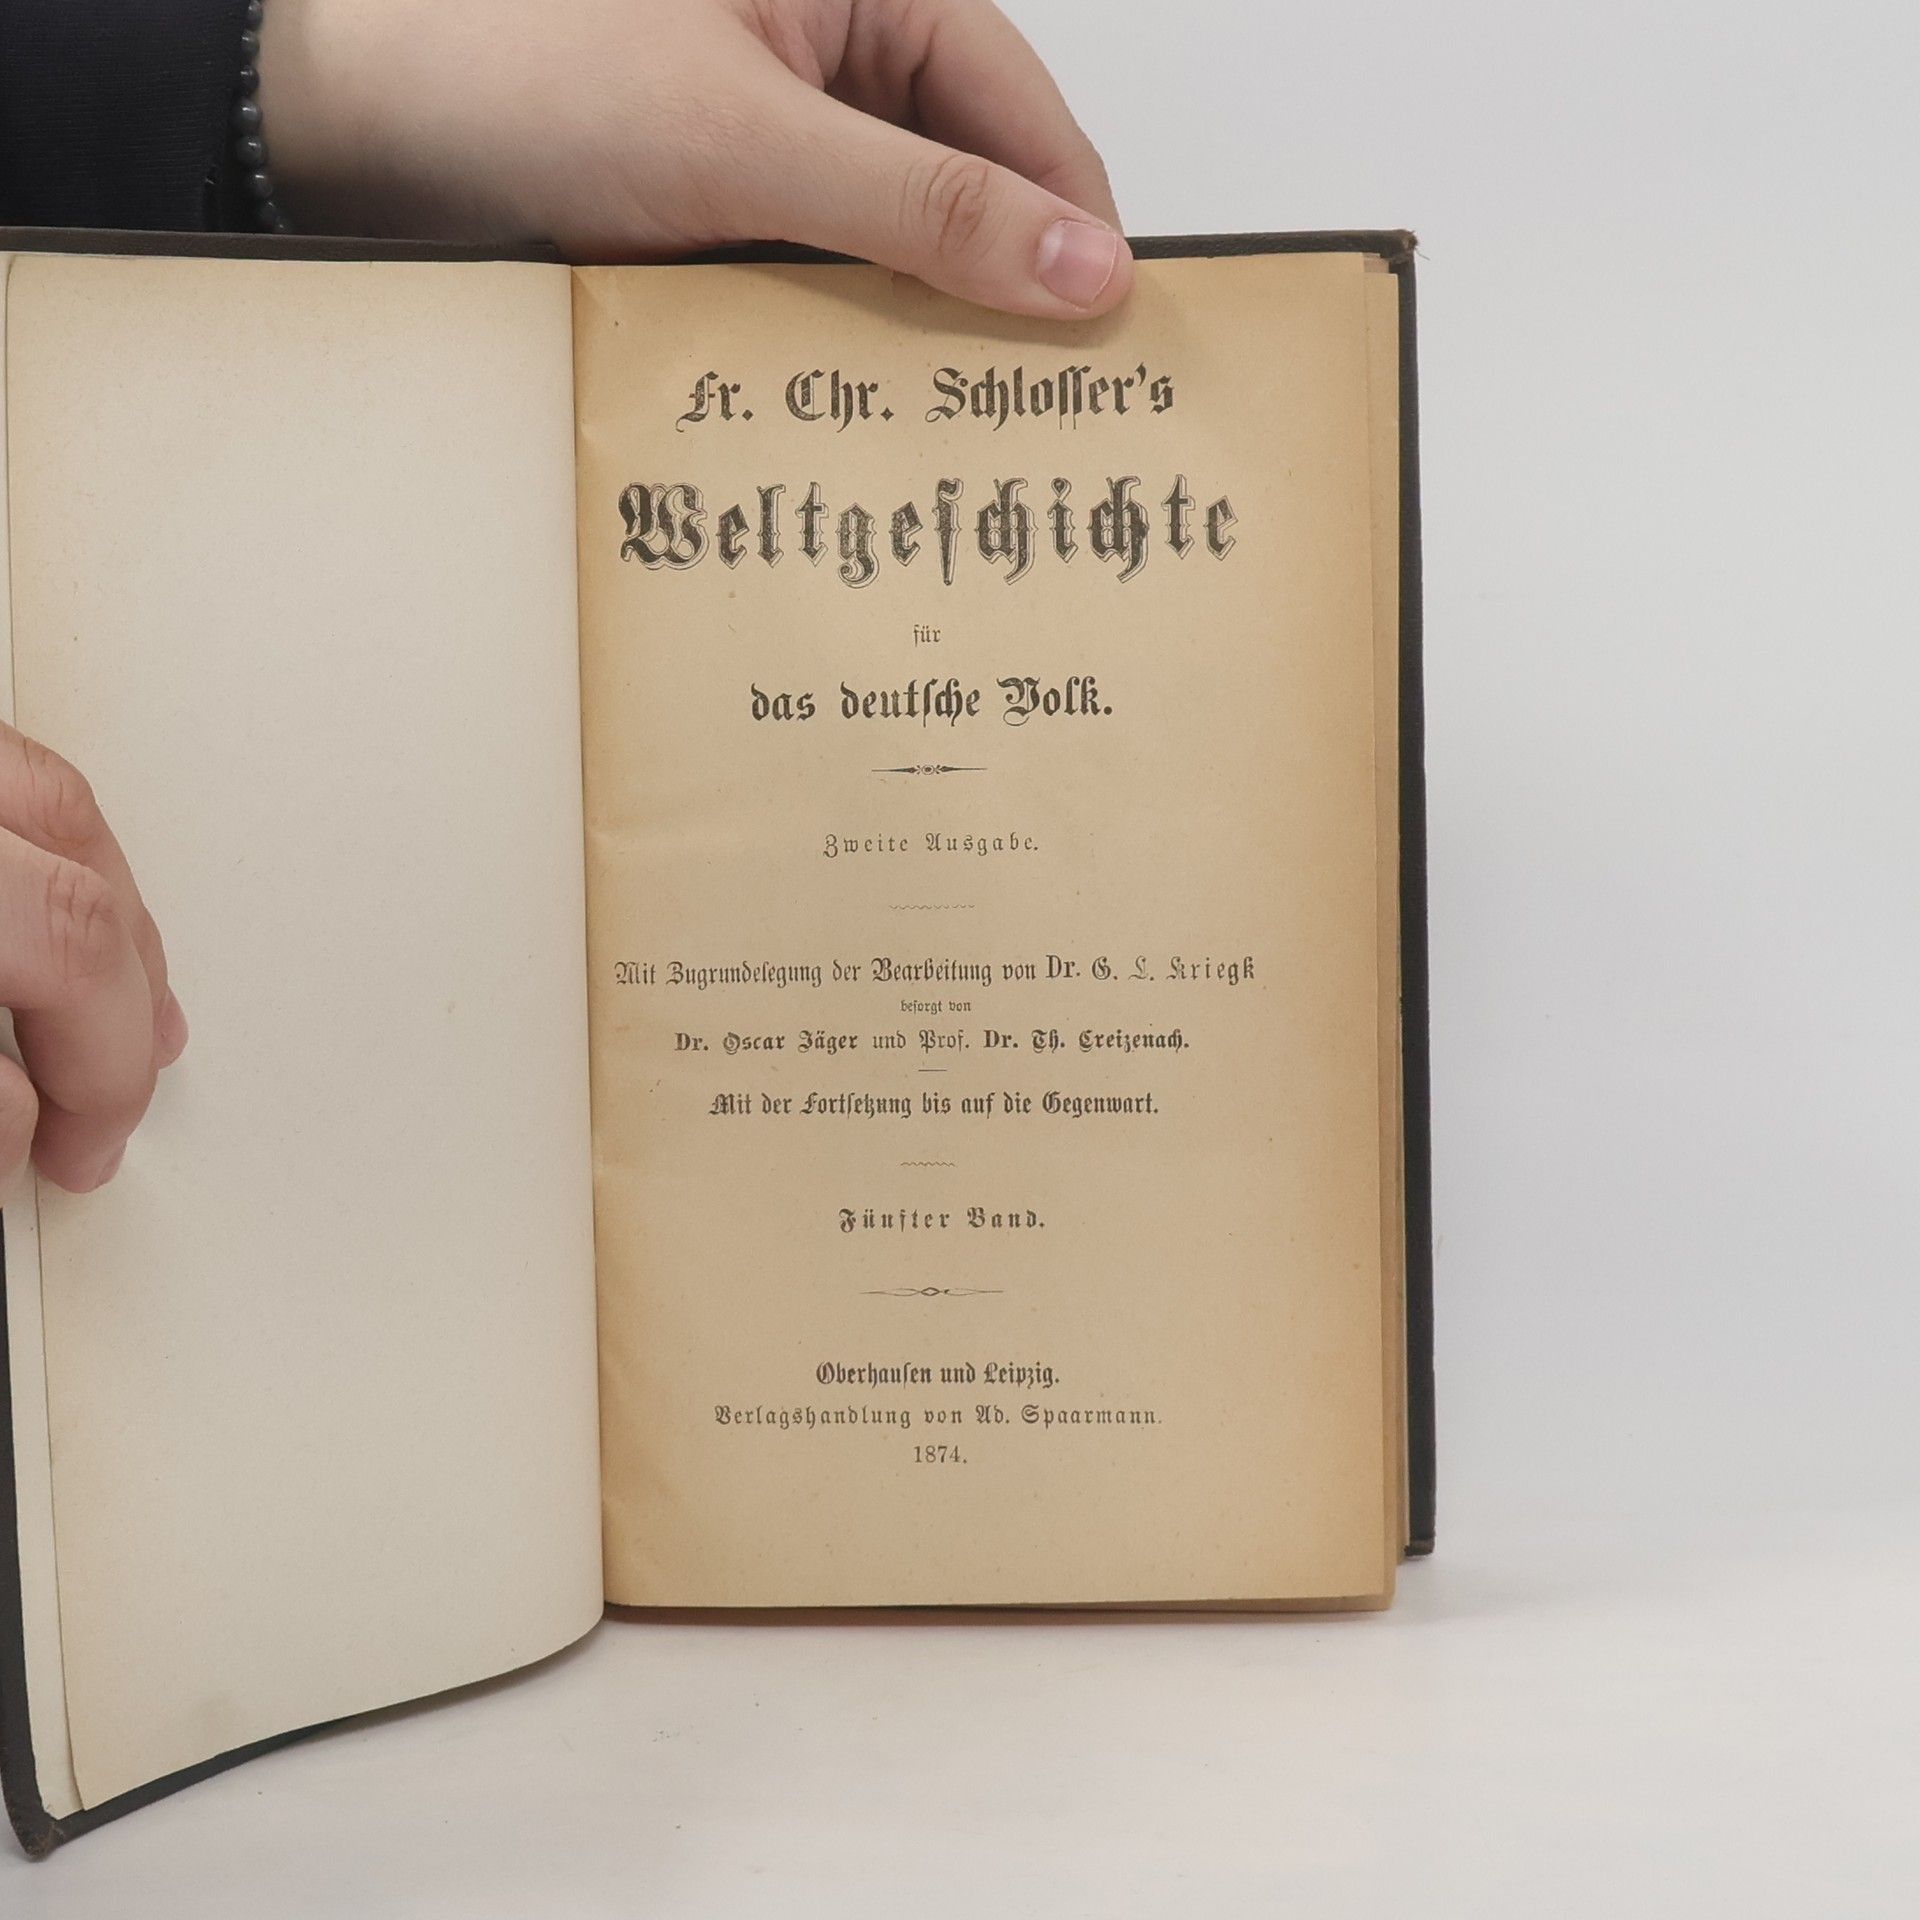 Fr. Chr. Schloſſer's
Weltgeſchichte
für
das deutſche Volk.
Zweite Ausgabe.
Mit Zugrundelegung der Bearbeitung von Dr. G. L. Kriegk
beſorgt von
Dr. Oscar Jäger und Prof. Dr. Th. Creizenach.
Mit der Fortſetzung bis auf die Gegenwart.
Fünfter Band.
Oberhauſen und Leipzig.
Verlagshandlung von Ad. Spaarmann.
1874.